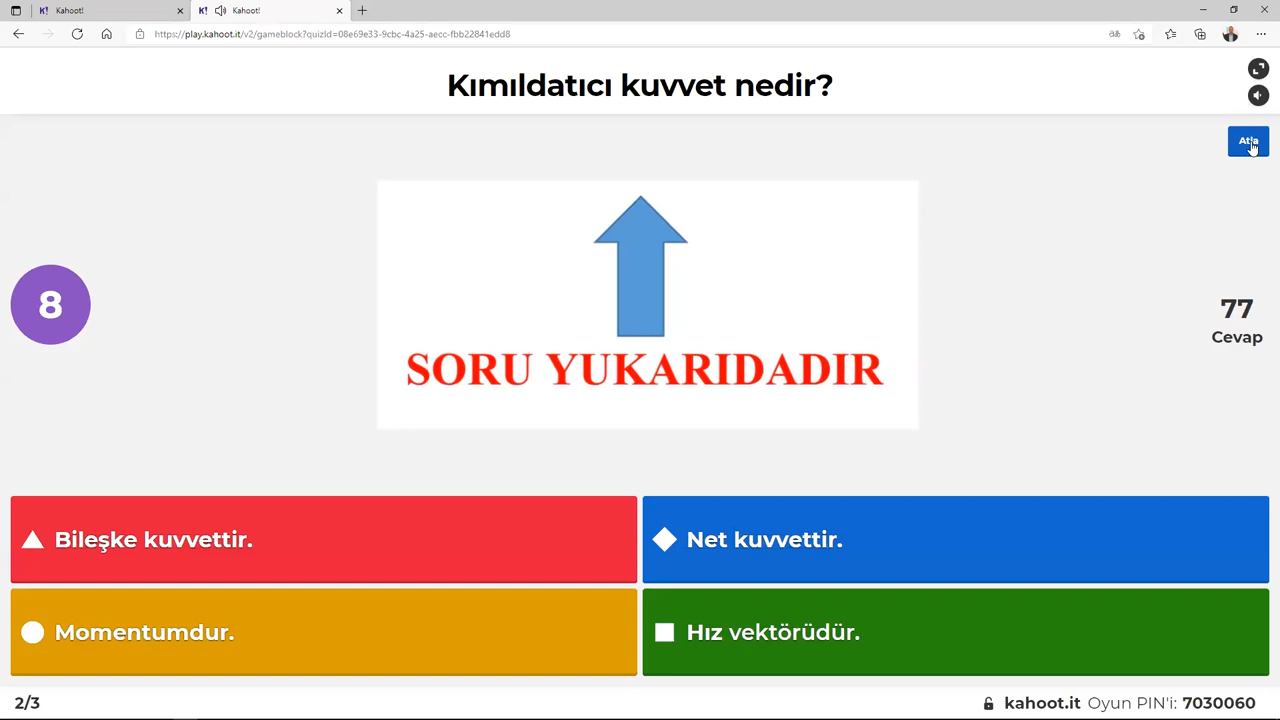 Kahoot!
Kahoot!
https://play.kahoot.it/v2/gameblock?quizId=08e69e33-9cbc-4a25-aecc-fbb22841edd8
Kımıldatıcı kuvvet nedir?
Atla
8
77
Cevap
SORU YUKARIDADIR
Bileşke kuvvettir.
Net kuvvettir.
Momentumdur.
Hız vektörüdür.
2/3
kahoot.it Oyun PIN'i: 7030060